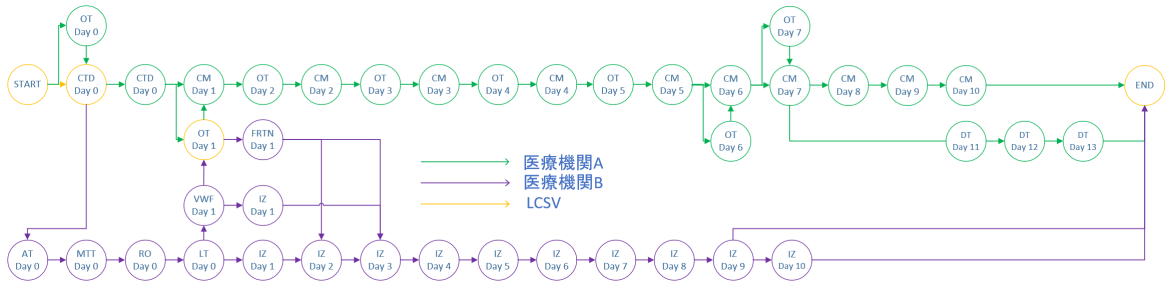 OT
Day 0
OT
Day 7
START
CTD
Day 0
CTD
Day 0
CM
Day 1
OT
Day 2
CM
Day 2
OT
Day 3
CM
Day 3
OT
Day 4
CM
Day 4
OT
Day 5
CM
Day 5
CM
Day 6
CM
Day 7
CM
Day 8
CM
Day 9
CM
Day 10
END
OT
Day 1
FRTN
Day 1
OT
Day 6
DT
Day 11
DT
Day 12
DT
Day 13
医療機関A
医療機関B
LCSV
VWF
Day 1
IZ
Day 1
AT
Day 0
MTT
Day 0
RO
Day 0
LT
Day 0
IZ
Day 1
IZ
Day 2
IZ
Day 3
IZ
Day 4
IZ
Day 5
IZ
Day 6
IZ
Day 7
IZ
Day 8
IZ
Day 9
IZ
Day 10